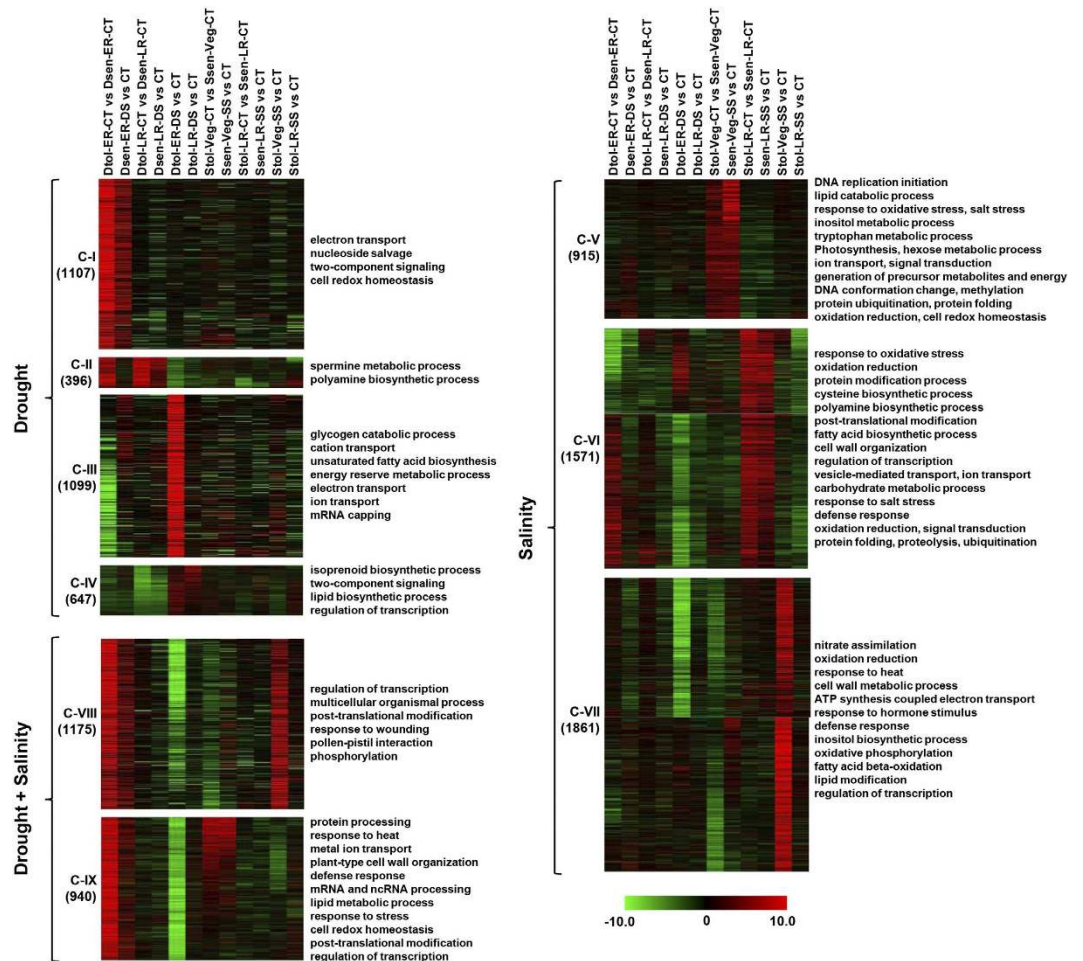 Dtol-ER-CT vs Dsen-ER-CT
Dsen-ER-DS vs CT
Dtol-LR-CT vs Dsen-LR-CT
Dsen-LR-DS vs CT
Dtol-ER-DS vs CT
Dtol-LR-DS vs CT
Stol-Veg-CT vs Ssen-Veg-CT
Ssen-Veg-SS vs CT
Stol-LR-CT vs Ssen-LR-CT
Ssen-LR-SS vs CT
Stol-Veg-SS vs CT
Stol-LR-SS vs CT
Drought
C-I
(1107)
electron transport
nucleoside salvage
two-component signaling
cell redox homeostasis
C-II
(396)
spermine metabolic process
polyamine biosynthetic process
C-III
(1099)
glycogen catabolic process
cation transport
unsaturated fatty acid biosynthesis
energy reserve metabolic process
electron transport
ion transport
mRNA capping
C-IV
(647)
isoprenoid biosynthetic process
two-component signaling
lipid biosynthetic process
regulation of transcription
Drought + Salinity
C-VIII
(1175)
regulation of transcription
multicellular organismal process
post-translational modification
response to wounding
pollen-pistil interaction
phosphorylation
C-IX
(940)
protein processing
response to heat
metal ion transport
plant-type cell wall organization
defense response
mRNA and ncRNA processing
lipid metabolic process
response to stress
cell redox homeostasis
post-translational modification
regulation of transcription
Dtol-ER-CT vs Dsen-ER-CT
Dsen-ER-DS vs CT
Dtol-LR-CT vs Dsen-LR-CT
Dsen-LR-DS vs CT
Dtol-ER-DS vs CT
Dtol-LR-DS vs CT
Stol-Veg-CT vs Ssen-Veg-CT
Ssen-Veg-SS vs CT
Stol-LR-CT vs Ssen-LR-CT
Ssen-LR-SS vs CT
Stol-Veg-SS vs CT
Stol-LR-SS vs CT
Salinity
C-V
(915)
DNA replication initiation
lipid catabolic process
response to oxidative stress, salt stress
inositol metabolic process
tryptophan metabolic process
Photosynthesis, hexose metabolic process
ion transport, signal transduction
generation of precursor metabolites and energy
DNA conformation change, methylation
protein ubiquitination, protein folding
oxidation reduction, cell redox homeostasis
C-VI
(1571)
response to oxidative stress
oxidation reduction
protein modification process
cysteine biosynthetic process
polyamine biosynthetic process
post-translational modification
fatty acid biosynthetic process
cell wall organization
regulation of transcription
vesicle-mediated transport, ion transport
carbohydrate metabolic process
response to salt stress
defense response
oxidation reduction, signal transduction
protein folding, proteolysis, ubiquitination
C-VII
(1861)
nitrate assimilation
oxidation reduction
response to heat
cell wall metabolic process
ATP synthesis coupled electron transport
response to hormone stimulus
defense response
inositol biosynthetic process
oxidative phosphorylation
fatty acid beta-oxidation
lipid modification
regulation of transcription
-10.0 0 10.0